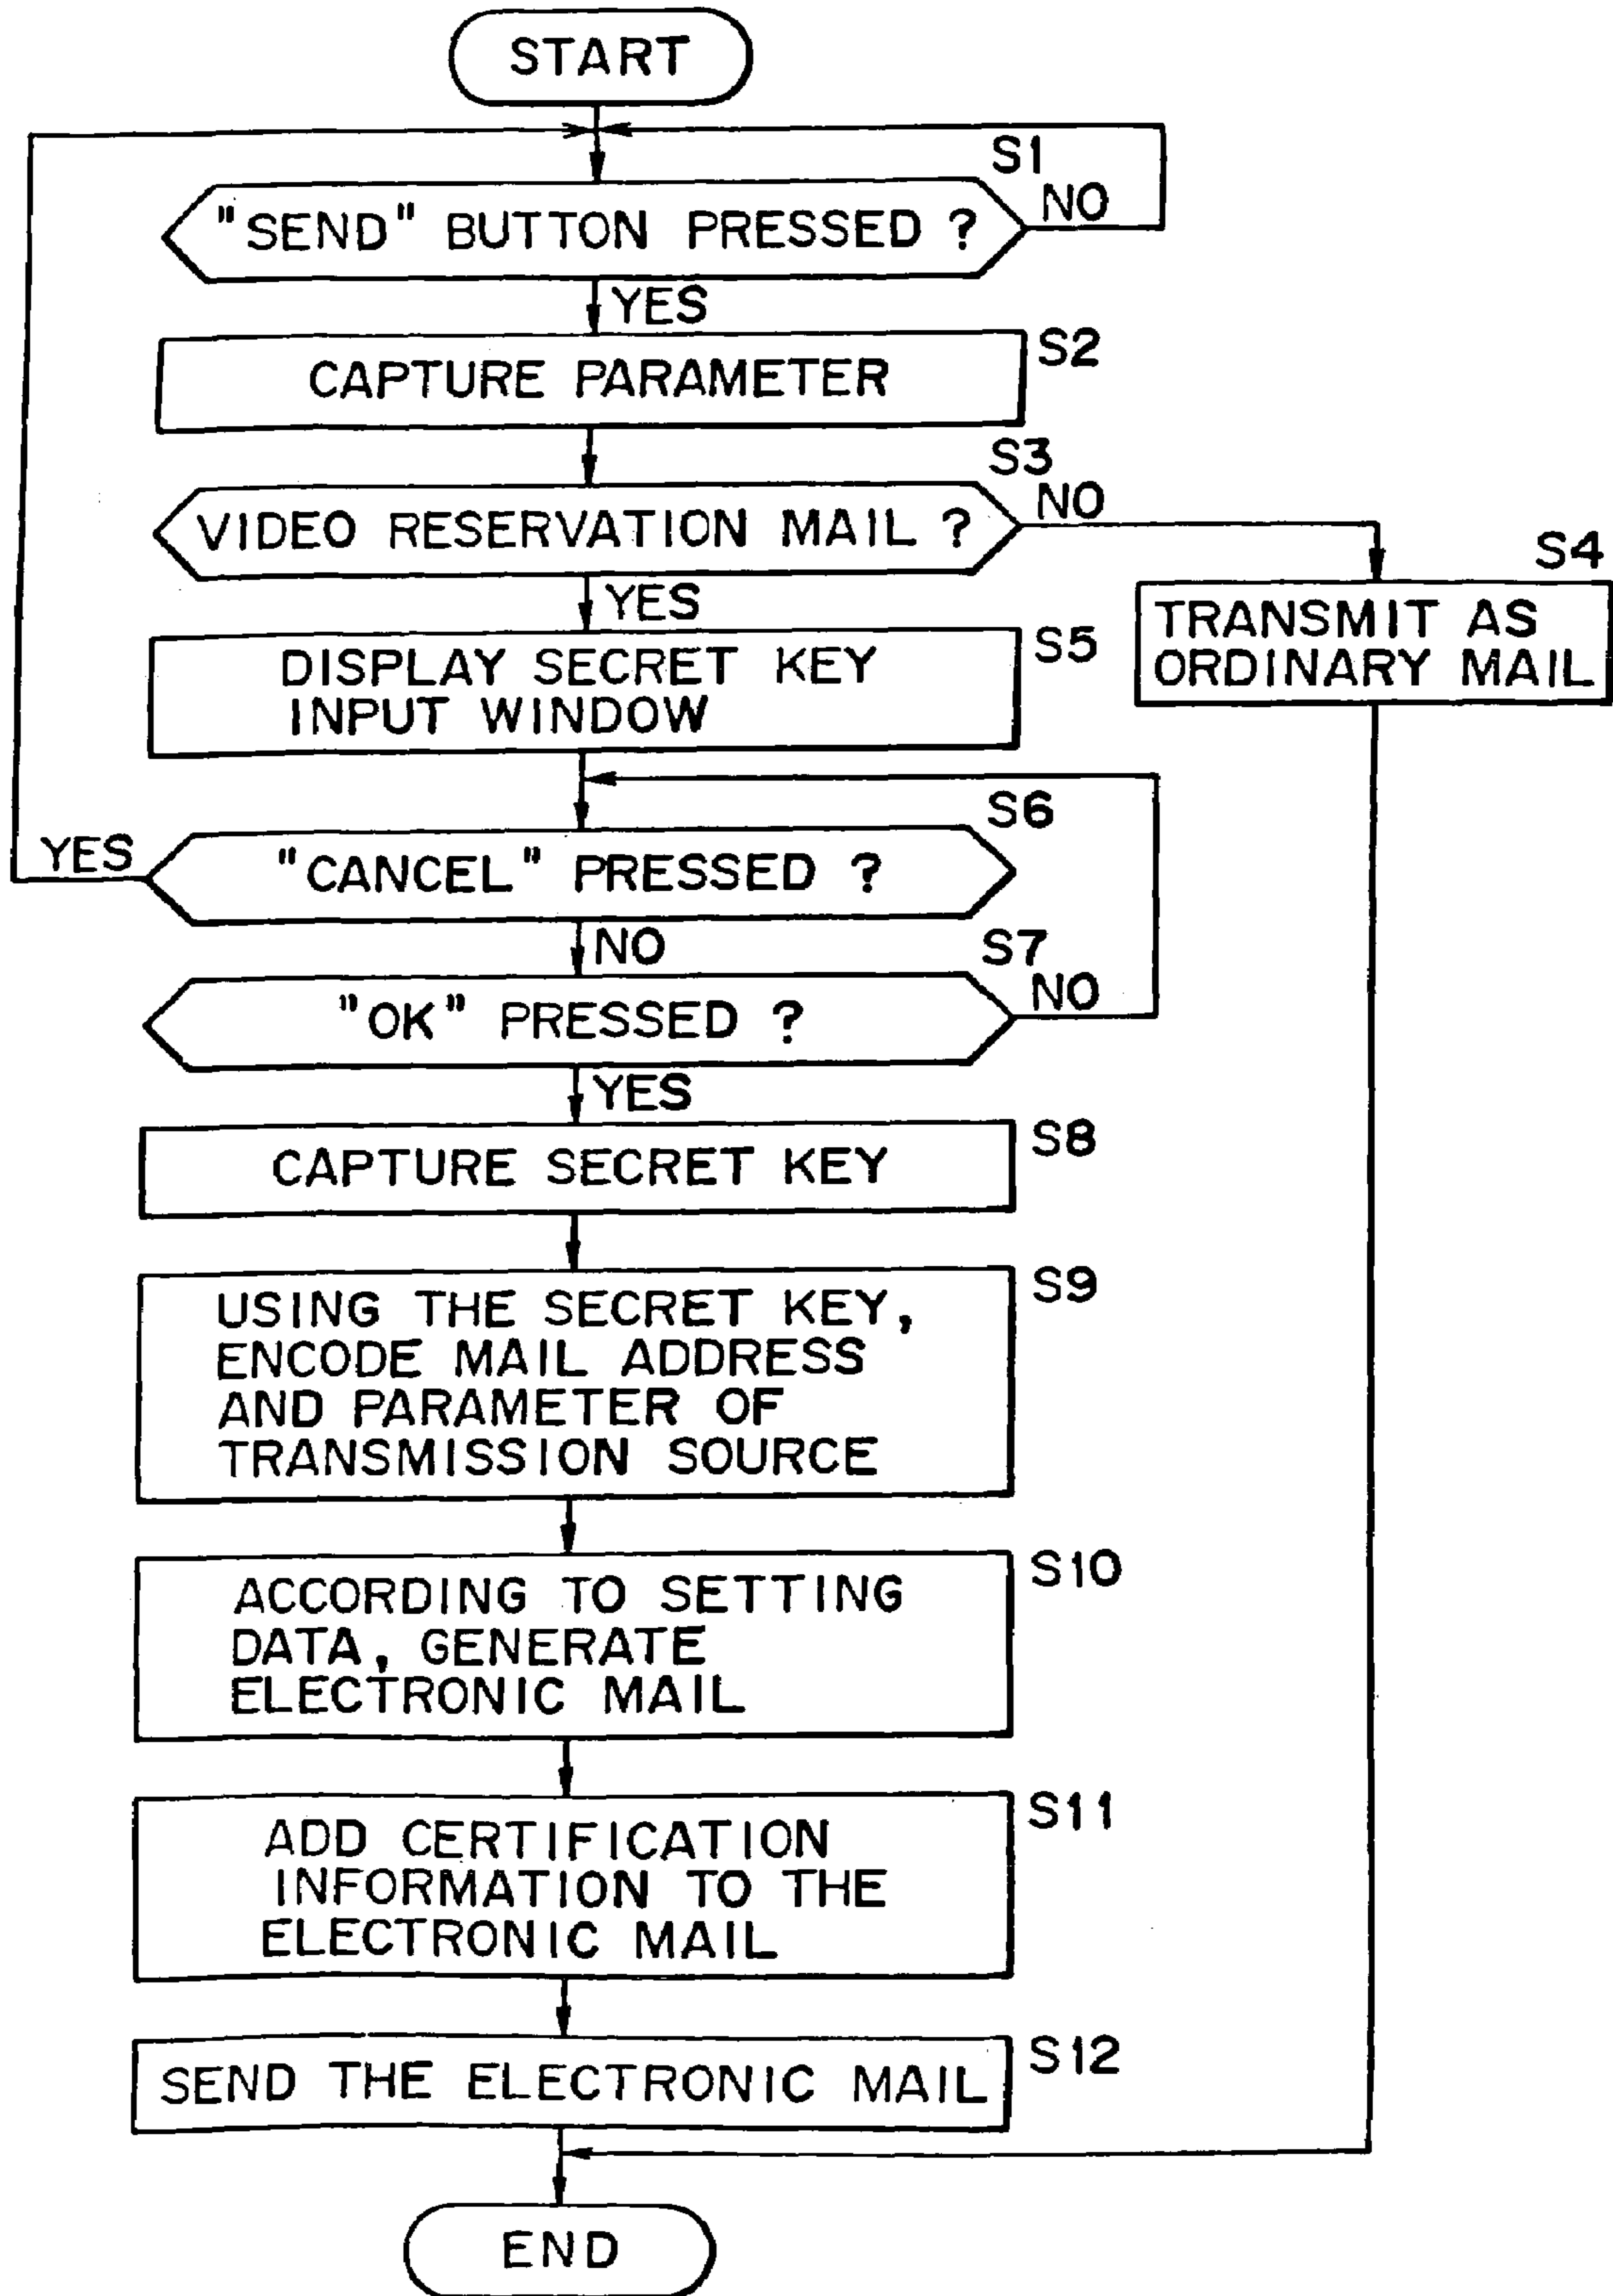 START
S1
"SEND" BUTTON PRESSED ?
NO
YES
CAPTURE PARAMETER
S2
S3
VIDEO RESERVATION MAIL ?
NO
YES
S4
TRANSMIT AS
ORDINARY MAIL
DISPLAY SECRET KEY
INPUT WINDOW
S5
S6
YES
"CANCEL" PRESSED ?
NO
S7
"OK" PRESSED ?
NO
YES
CAPTURE SECRET KEY
S8
USING THE SECRET KEY,
ENCODE MAIL ADDRESS
AND PARAMETER OF
TRANSMISSION SOURCE
S9
ACCORDING TO SETTING
DATA, GENERATE
ELECTRONIC MAIL
S10
ADD CERTIFICATION
INFORMATION TO THE
ELECTRONIC MAIL
S11
SEND THE ELECTRONIC MAIL
S12
END